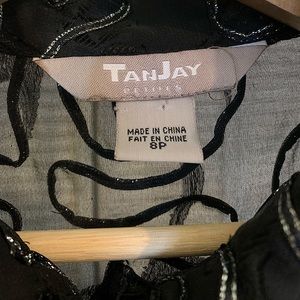 TANJAY
PETITES
MADE IN CHINA
FAIT EN CHINE
8P